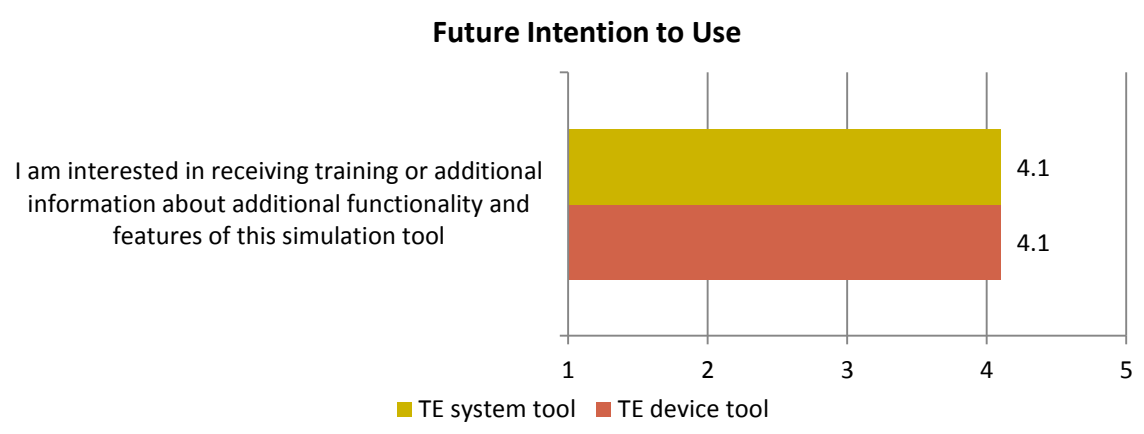 Future Intention to Use
I am interested in receiving training or additional
information about additional functionality and
features of this simulation tool
4.1
4.1
1 2 3 4 5
TE system tool TE device tool